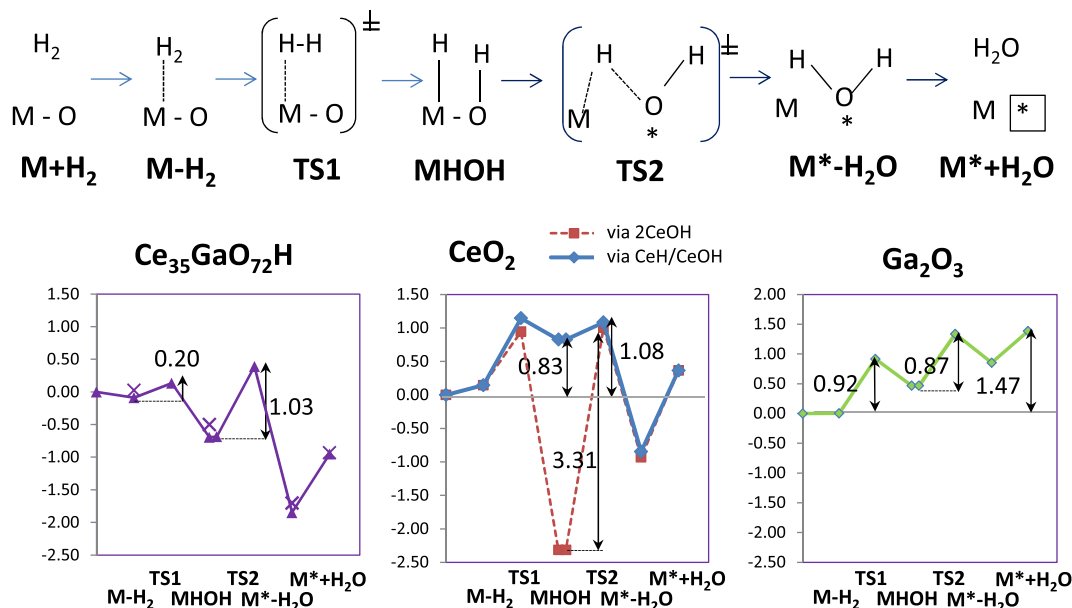 H₂ H₂ H-H H H H H H H H₂O
M - O M - O M - O M - O M O * M O * M *
M+H₂ M-H₂ TS1 MHOH TS2 M*-H₂O M*+H₂O
‡ ‡
Ce₃₅GaO₇₂H
1.50
1.00
0.50
0.00
-0.50
-1.00
-1.50
-2.00
-2.50
0.20
1.03
TS1 TS2 M*+H₂O
M-H₂ MHOH M*-H₂O
CeO₂
via 2CeOH
via CeH/CeOH
1.50
1.00
0.50
0.00
-0.50
-1.00
-1.50
-2.00
-2.50
0.83
1.08
3.31
TS1 TS2 M*+H₂O
M-H₂ MHOH M*-H₂O
Ga₂O₃
2.00
1.50
1.00
0.50
0.00
-0.50
-1.00
-1.50
-2.00
-2.50
0.92
0.87
1.47
TS1 TS2 M*+H₂O
M-H₂ MHOH M*-H₂O